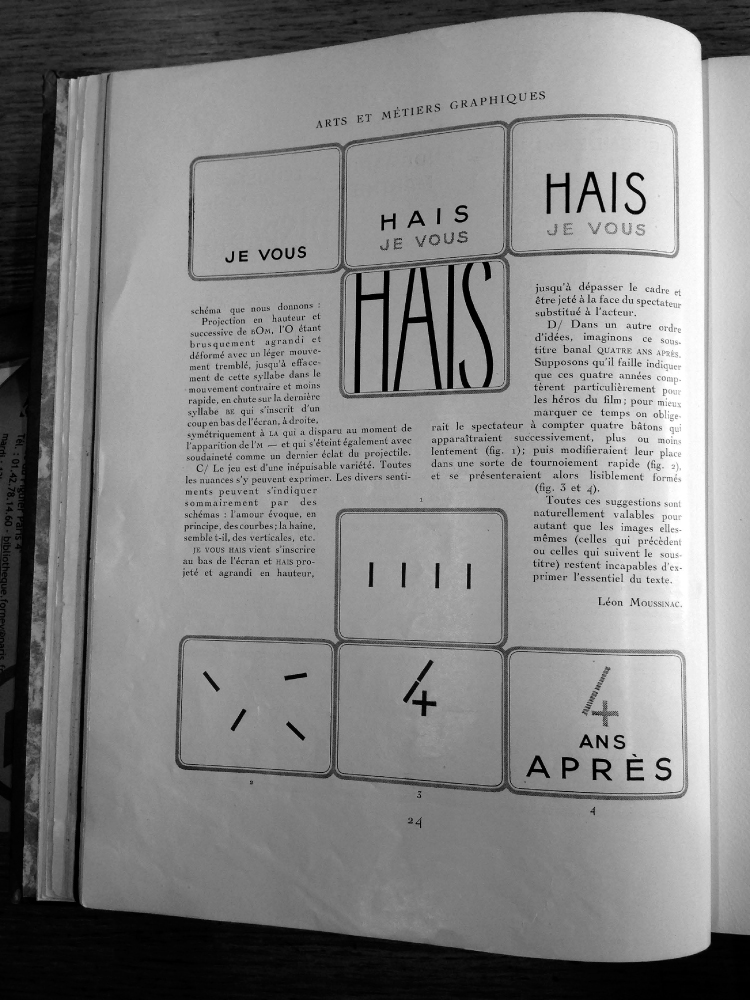 ARTS ET MÉTIERS GRAPHIQUES
JE VOUS
HAIS
JE VOUS
HAIS
JE VOUS
HAIS
schéma que nous donnons :
Projection en hauteur et
successive de BOM, l'O étant
brusquement agrandi et
déformé avec un léger mouve-
ment tremblé, jusqu'à efface-
ment de cette syllabe dans le
mouvement contraire et moins
rapide, en chute sur la dernière
syllabe BE qui s'inscrit d'un
coup en bas de l'écran, à droite,
symétriquement à LA qui a disparu au moment de
l'apparition de l'M — et qui s'éteint également avec
soudaineté comme un dernier éclat du projectile.
C/ Le jeu est d'une inépuisable variété. Toutes
les nuances s'y peuvent exprimer. Les divers senti-
ments peuvent s'indiquer
sommairement par des
schémas : l'amour évoque, en
principe, des courbes; la haine,
semble t-il, des verticales, etc.
JE VOUS HAIS vient s'inscrire
au bas de l'écran et HAIS pro-
jeté et agrandi en hauteur,
jusqu'à dépasser le cadre et
être jeté à la face du spectateur
substitué à l'acteur.
D/ Dans un autre ordre
d'idées, imaginons ce sous-
titre banal QUATRE ANS APRÈS.
Supposons qu'il faille indiquer
que ces quatre années comp-
tèrent particulièrement pour
les héros du film; pour mieux
marquer ce temps on oblige-
rait le spectateur à compter quatre bâtons qui
apparaîtraient successivement, plus ou moins
lentement (fig. 1); puis modifieraient leur place
dans une sorte de tournoiement rapide (fig. 2),
et se présenteraient alors lisiblement formés
(fig. 3 et 4).
Toutes ces suggestions sont
naturellement valables pour
autant que les images elles-
mêmes (celles qui précèdent
ou celles qui suivent le sous-
titre) restent incapables d'ex-
primer l'essentiel du texte.
Léon MOUSSINAC.
1
4
4
ANS
APRÈS
2
3
4
24
Tél : 01.42.78.14.60 - bibliotheque.forney@paris.fr